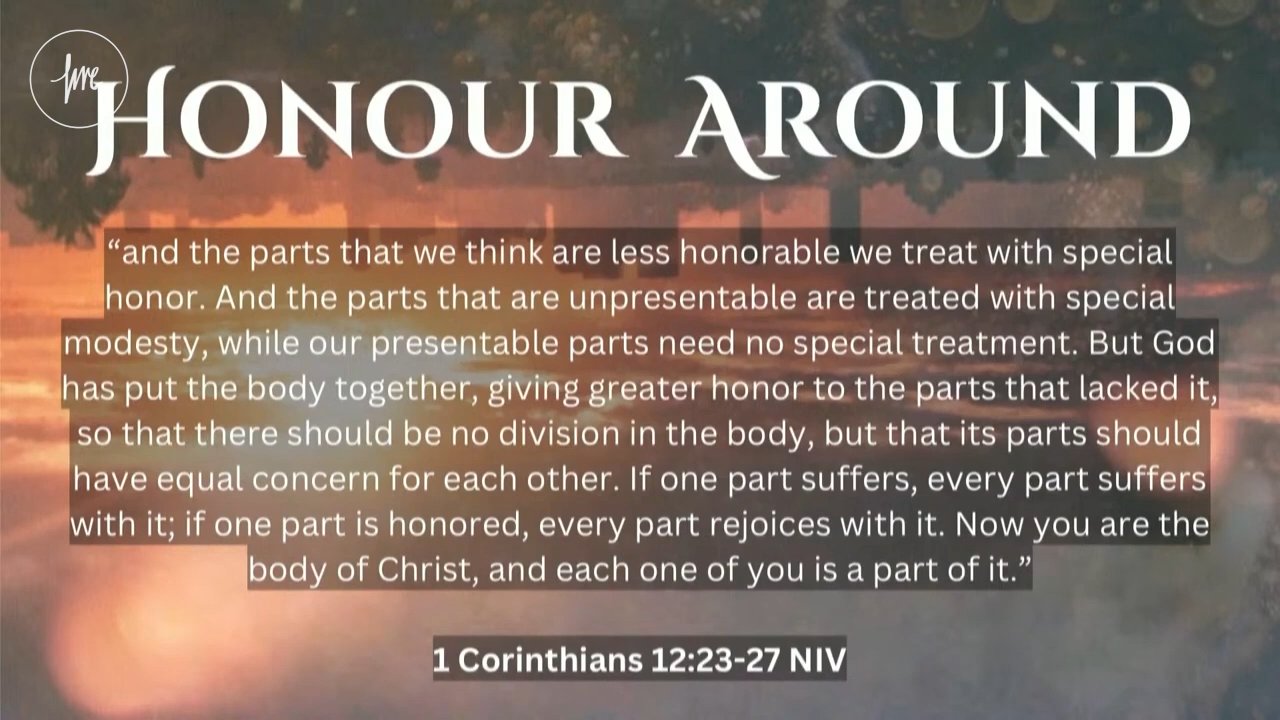 HONOUR AROUND
“and the parts that we think are less honorable we treat with special
honor. And the parts that are unpresentable are treated with special
modesty, while our presentable parts need no special treatment. But God
has put the body together, giving greater honor to the parts that lacked it,
so that there should be no division in the body, but that its parts should
have equal concern for each other. If one part suffers, every part suffers
with it; if one part is honored, every part rejoices with it. Now you are the
body of Christ, and each one of you is a part of it.”
1 Corinthians 12:23-27 NIV